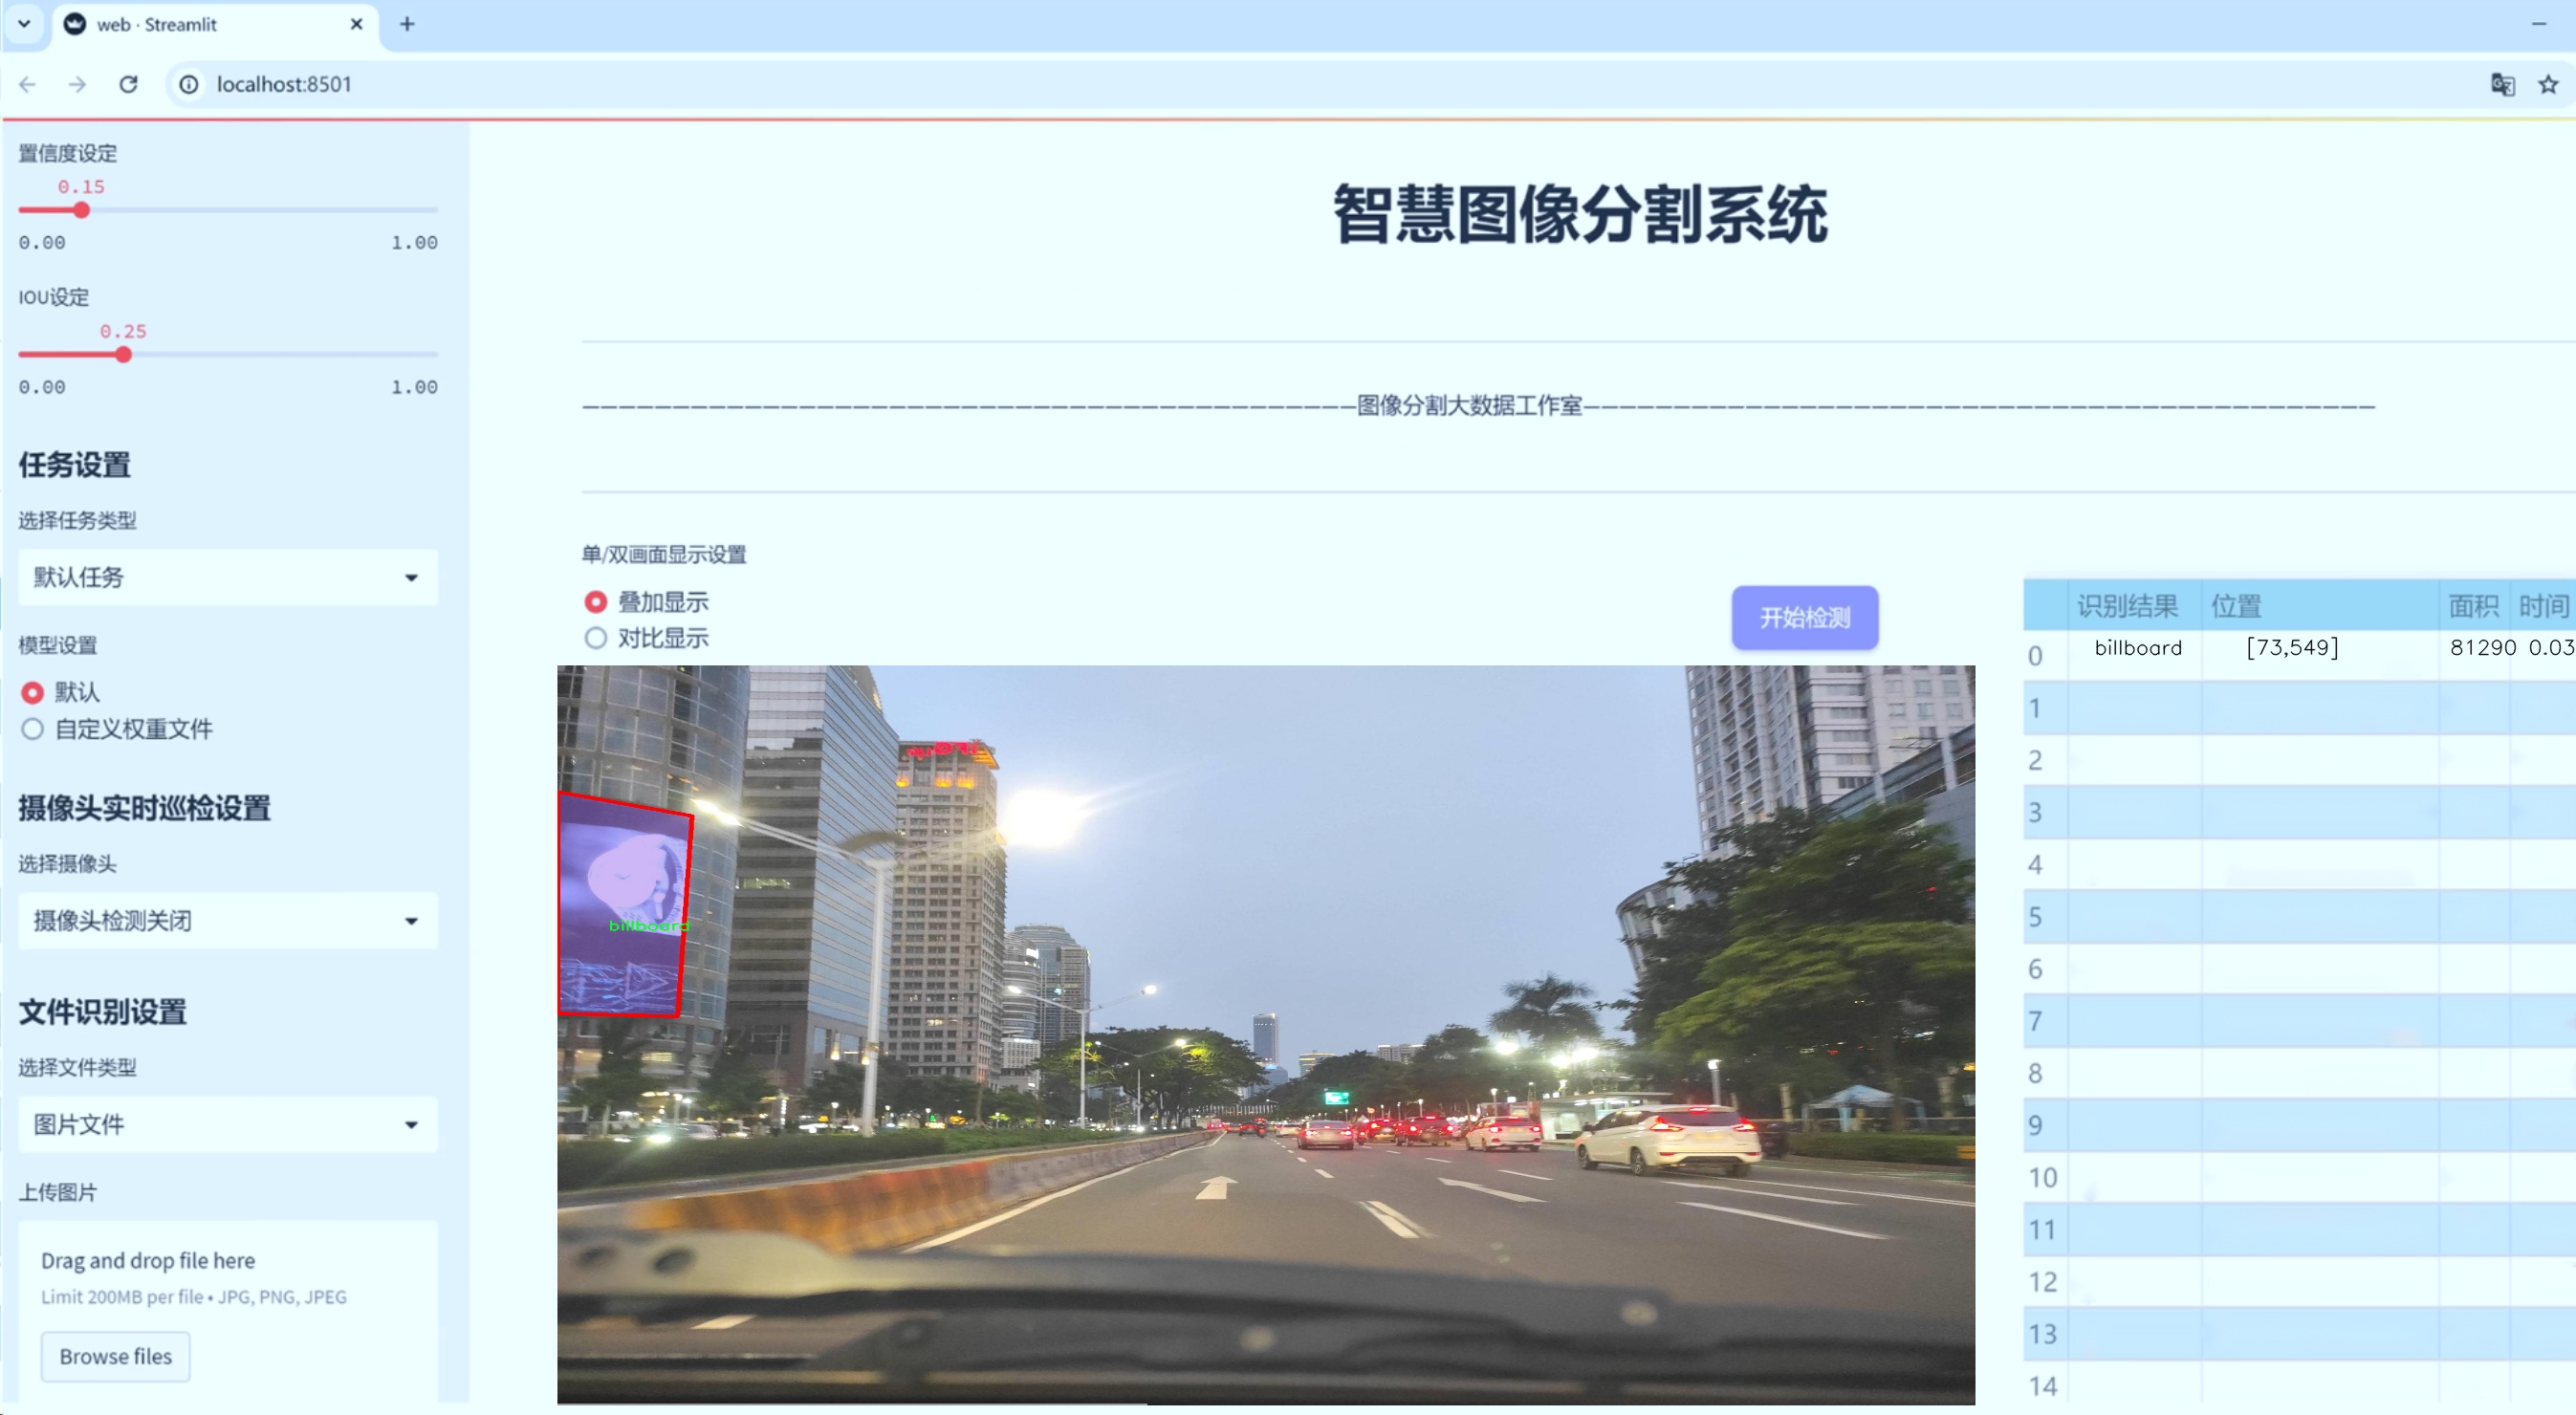 web · Streamlit
localhost:8501
置信度设定
0.15
0.00 1.00
IOU设定
0.25
0.00 1.00
任务设置
选择任务类型
默认任务
模型设置
默认
自定义权重文件
摄像头实时巡检设置
选择摄像头
摄像头检测关闭
文件识别设置
选择文件类型
图片文件
上传图片
Drag and drop file here
Limit 200MB per file • JPG, PNG, JPEG
Browse files
智慧图像分割系统
图像分割大数据工作室
单/双画面显示设置
叠加显示
对比显示
开始检测
billboard
识别结果 位置 面积 时间
0 billboard [73,549] 81290 0.03
1
2
3
4
5
6
7
8
9
10
11
12
13
14